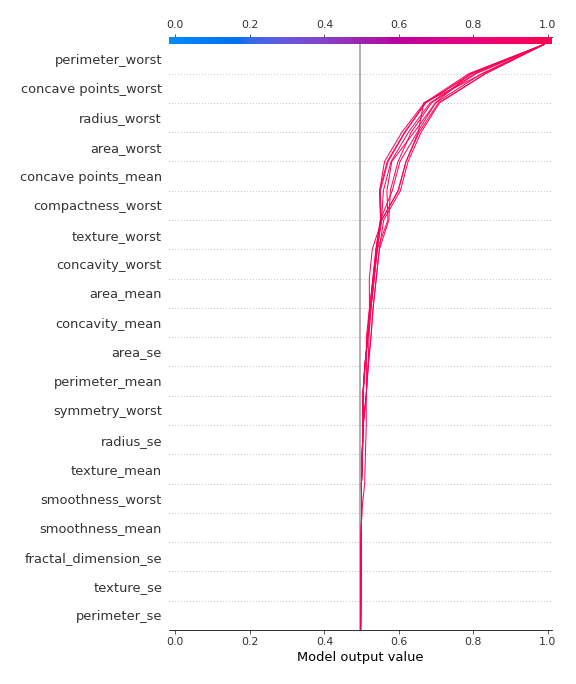 0.0 0.2 0.4 0.6 0.8 1.0
perimeter_worst
concave points_worst
radius_worst
area_worst
concave points_mean
compactness_worst
texture_worst
concavity_worst
area_mean
concavity_mean
area_se
perimeter_mean
symmetry_worst
radius_se
texture_mean
smoothness_worst
smoothness_mean
fractal_dimension_se
texture_se
perimeter_se
0.0 0.2 0.4 0.6 0.8 1.0
Model output value